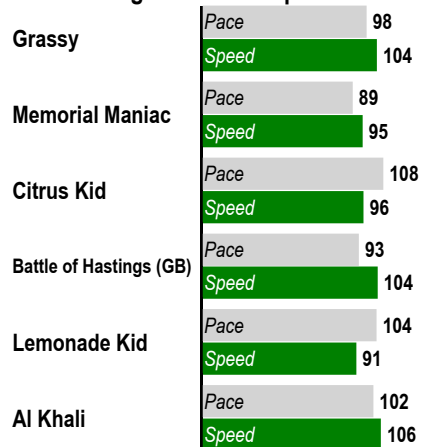 Grassy
Pace 98
Speed 104
Memorial Maniac
Pace 89
Speed 95
Citrus Kid
Pace 108
Speed 96
Battle of Hastings (GB)
Pace 93
Speed 104
Lemonade Kid
Pace 104
Speed 91
Al Khali
Pace 102
Speed 106